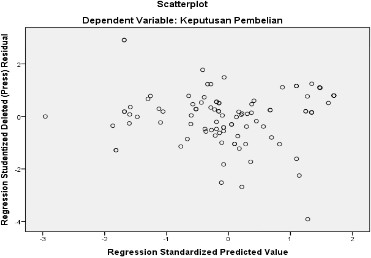 Scatterplot
Dependent Variable: Keputusan Pembelian
Regression Studentized Deleted (Press) Residual
2
0
-2
-4
-3
-2
-1
0
1
2
Regression Standardized Predicted Value